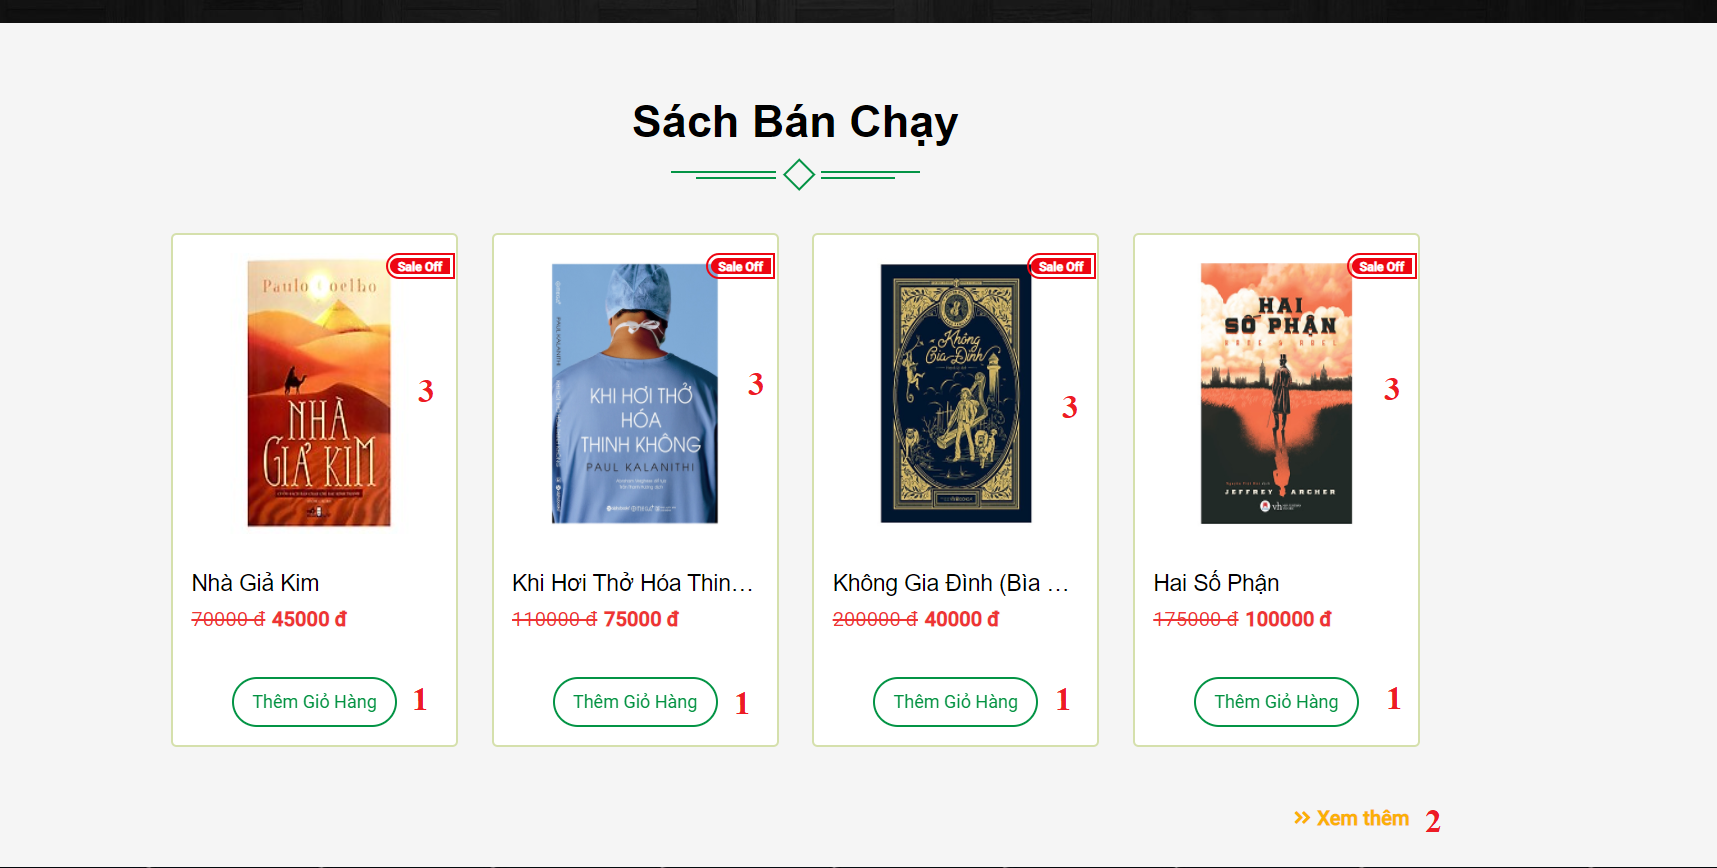 Sách Bán Chạy
Sale Off
Sale Off
Sale Off
Sale Off
Paulo Coelho
NHÀ
GIẢ KIM
3
PAUL KALANITHI
KHI HƠI THỞ
HÓA
THINH KHÔNG
PAUL KALANITHI
3
Không
Gia Đình
3
HAI
SỐ PHẬN
JEFFREY ARCHER
3
Nhà Giả Kim
70000 đ 45000 đ
Thêm Giỏ Hàng 1
Khi Hơi Thở Hóa Thin...
110000 đ 75000 đ
Thêm Giỏ Hàng 1
Không Gia Đình (Bìa ...
200000 đ 40000 đ
Thêm Giỏ Hàng 1
Hai Số Phận
175000 đ 100000 đ
Thêm Giỏ Hàng 1
Xem thêm 2